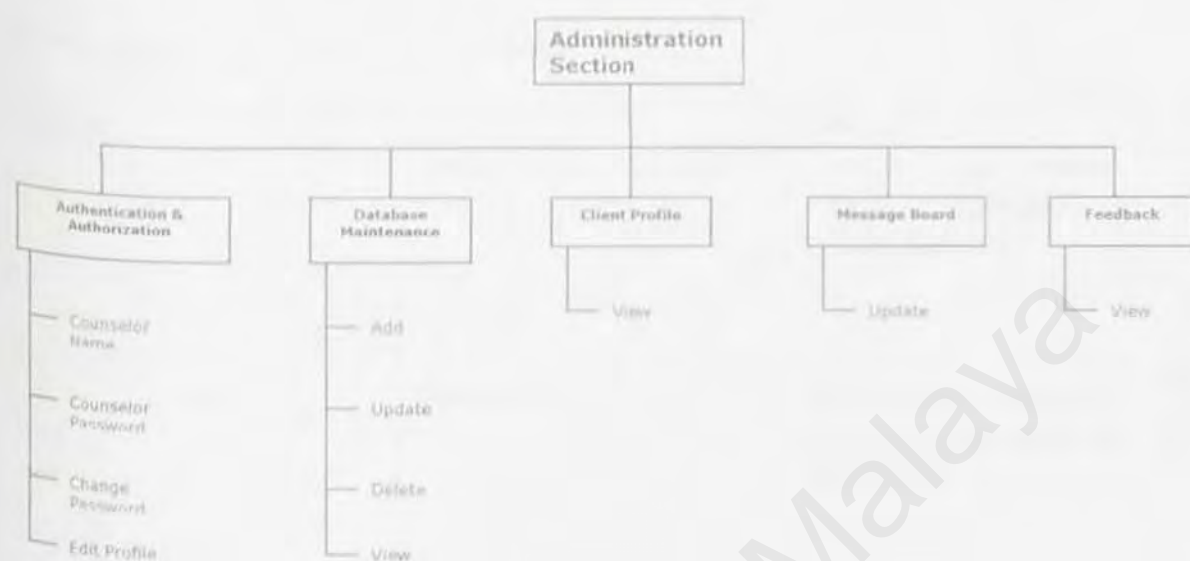 Administration
Section
Authentication &
Authorization
Database
Maintenance
Client Profile
Message Board
Feedback
Counselor
Name
Counselor
Password
Change
Password
Edit Profile
Add
Update
Delete
View
View
Update
View
Malaya